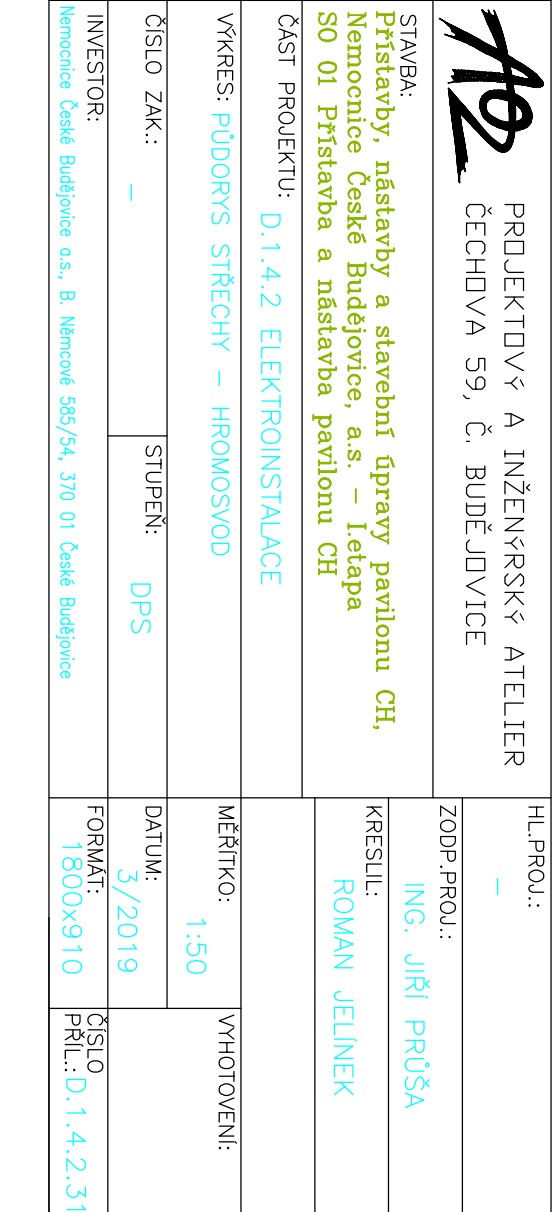 A2
PROJEKTOVÝ A INŽENÝRSKÝ ATELIER
ČECHOVA 59, Č. BUDĚJOVICE
HL.PROJ.:
–
ZODP.PROJ.:
ING. JIŘÍ PRŮŠA
STAVBA:
Přístavby, nástavby a stavební úpravy pavilonu CH,
Nemocnice České Budějovice, a.s. – I.etapa
SO 01 Přístavba a nástavba pavilonu CH
KRESLIL:
ROMAN JELÍNEK
ČÁST PROJEKTU: D.1.4.2 ELEKTROINSTALACE
VÝKRES: PŮDORYS STŘECHY – HROMOSVOD
MĚŘÍTKO:
1:50
VYHOTOVENÍ:
ČÍSLO ZAK.:
–
STUPEŇ:
DPS
DATUM:
3/2019
INVESTOR:
Nemocnice České Budějovice a.s., B. Němcové 585/54, 370 01 České Budějovice
FORMÁT:
1800x910
ČÍSLO
PŘÍL.: D.1.4.2.31